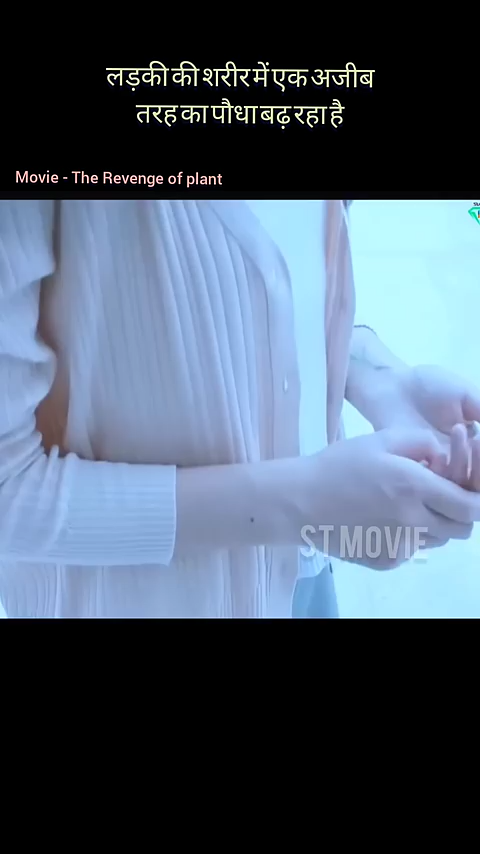 लड़की की शरीर में एक अजीब
तरह का पौधा बढ़ रहा है
Movie - The Revenge of plant
ST MOVIE